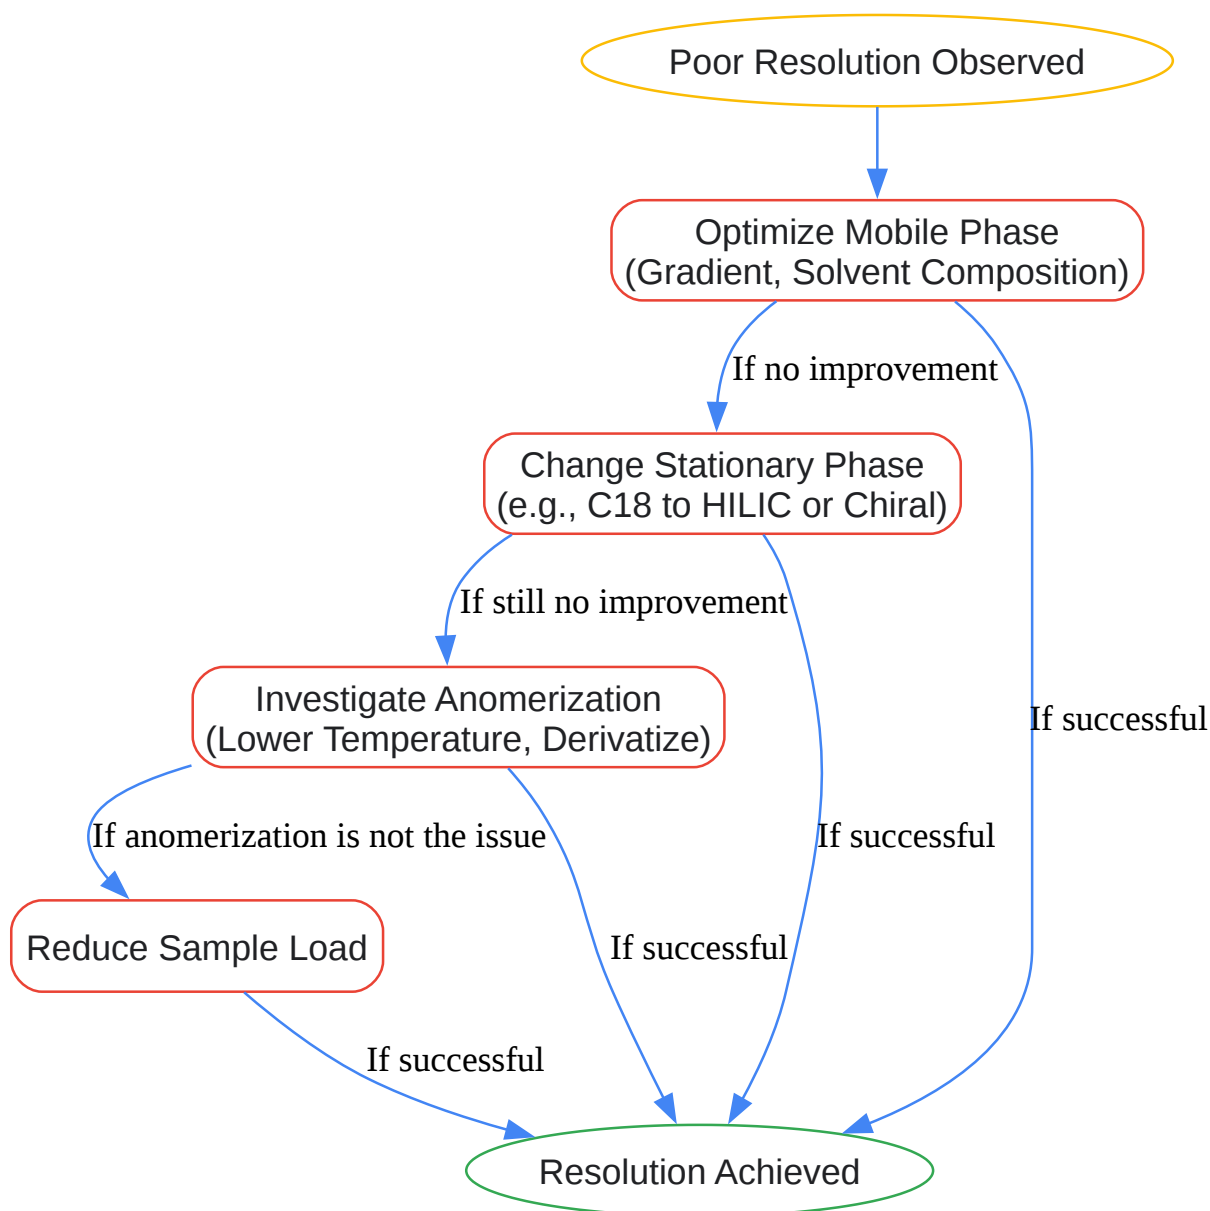 Poor Resolution Observed
Optimize Mobile Phase
(Gradient, Solvent Composition)
If no improvement
Change Stationary Phase
(e.g., C18 to HILIC or Chiral)
If still no improvement
Investigate Anomerization
(Lower Temperature, Derivatize)
If successful
If anomerization is not the issue
If successful
Reduce Sample Load
If successful
If successful
Resolution Achieved